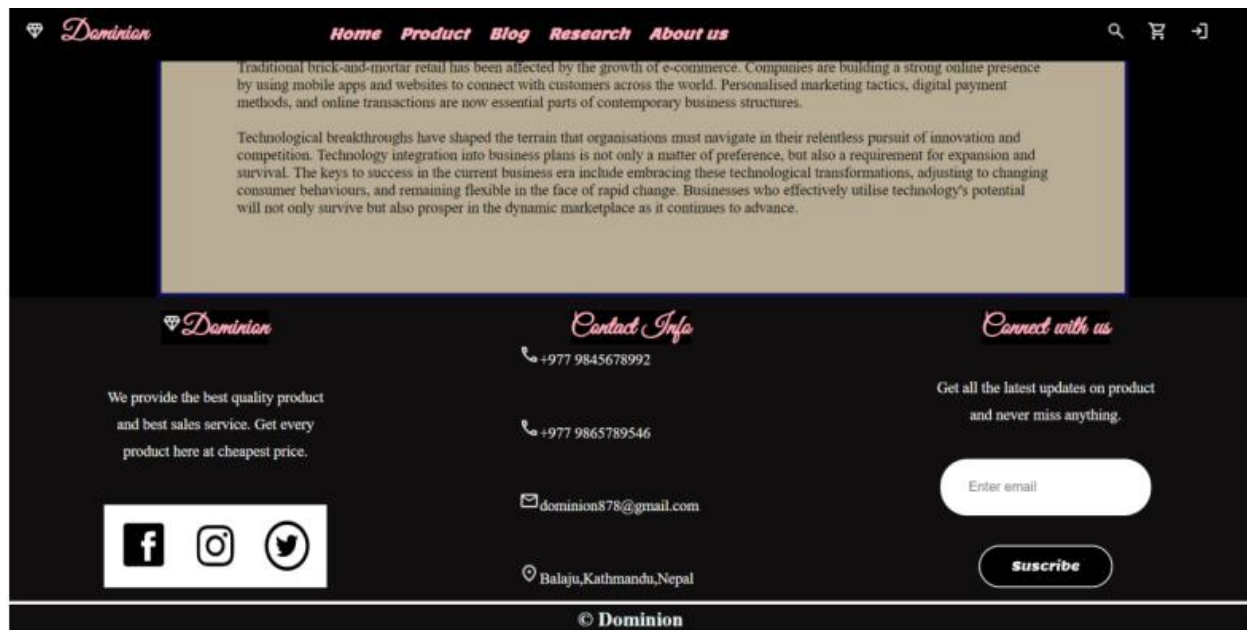 Dominion
Home Product Blog Research About us
Traditional brick-and-mortar retail has been affected by the growth of e-commerce. Companies are building a strong online presence
by using mobile apps and websites to connect with customers across the world. Personalised marketing tactics, digital payment
methods, and online transactions are now essential parts of contemporary business structures.
Technological breakthroughs have shaped the terrain that organisations must navigate in their relentless pursuit of innovation and
competition. Technology integration into business plans is not only a matter of preference, but also a requirement for expansion and
survival. The keys to success in the current business era include embracing these technological transformations, adjusting to changing
consumer behaviours, and remaining flexible in the face of rapid change. Businesses who effectively utilise technology's potential
will not only survive but also prosper in the dynamic marketplace as it continues to advance.
Dominion
We provide the best quality product
and best sales service. Get every
product here at cheapest price.
Contact Info
+977 9845678992
+977 9865789546
dominion878@gmail.com
Balaju,Kathmandu,Nepal
Connect with us
Get all the latest updates on product
and never miss anything.
Enter email
Suscribe
© Dominion